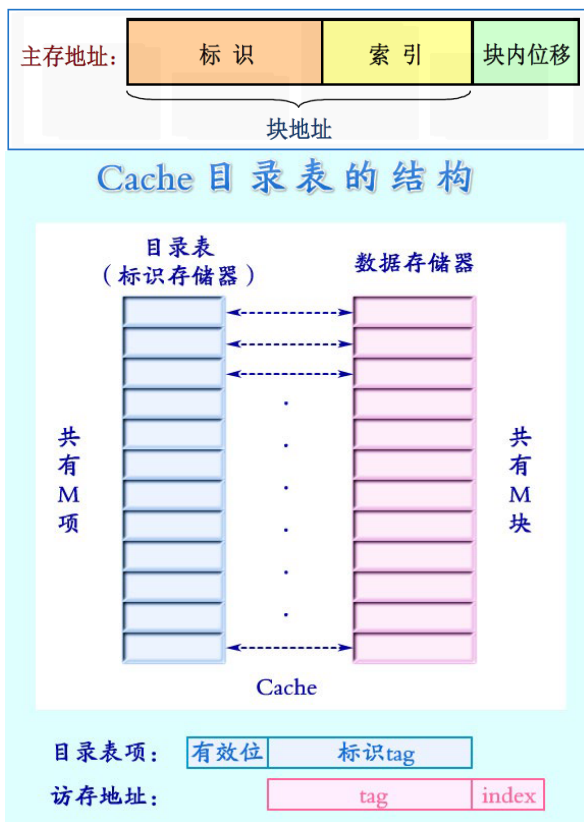 主存地址： 标 识 索 引 块内位移
块地址
Cache 目 录 表 的 结 构
目录表
（标识存储器）
数据存储器
共有M项
共有M块
Cache
目录表项： 有效位 标识tag
访存地址： tag index